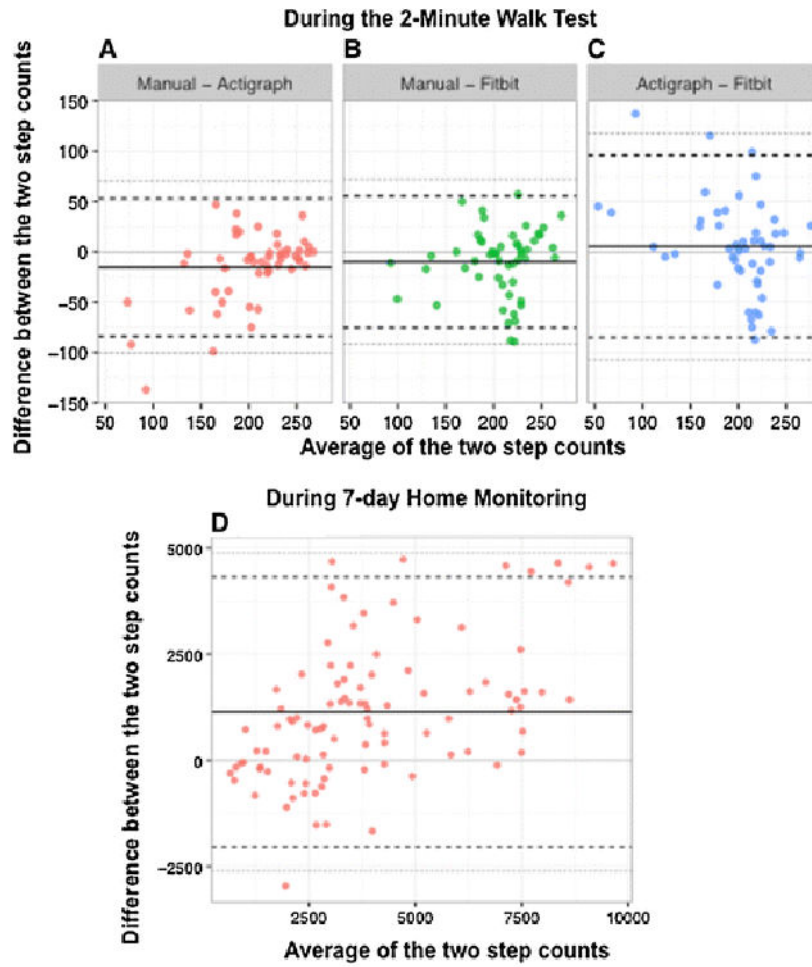 During the 2-Minute Walk Test
A B C
Manual – Actigraph Manual – Fitbit Actigraph – Fitbit
Difference between the two step counts
150
100
50
0
−50
−100
−150
50 100 150 200 250 50 100 150 200 250 50 100 150 200 250
Average of the two step counts
During 7-day Home Monitoring
D
Difference between the two step counts
5000
2500
0
−2500
2500 5000 7500 10000
Average of the two step counts